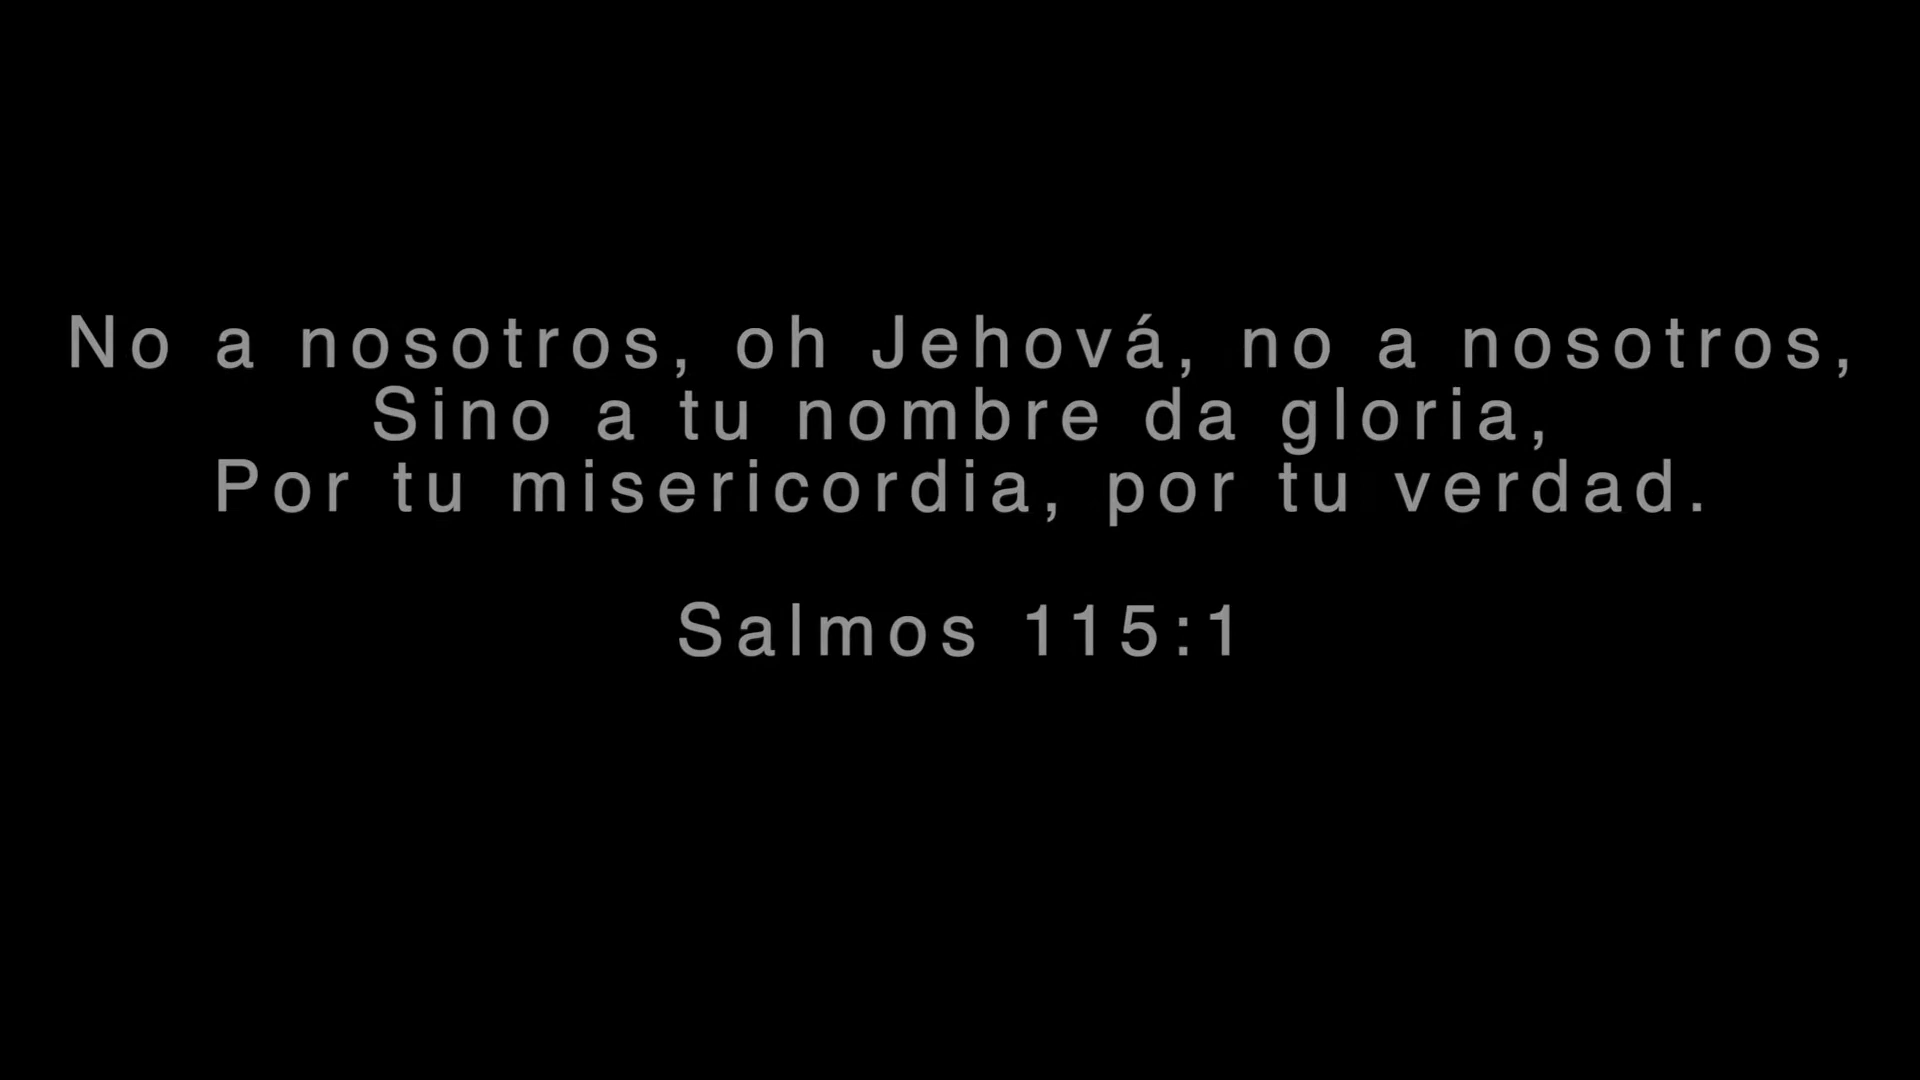 No a nosotros, oh Jehová, no a nosotros,
Sino a tu nombre da gloria,
Por tu misericordia, por tu verdad.
Salmos 115:1